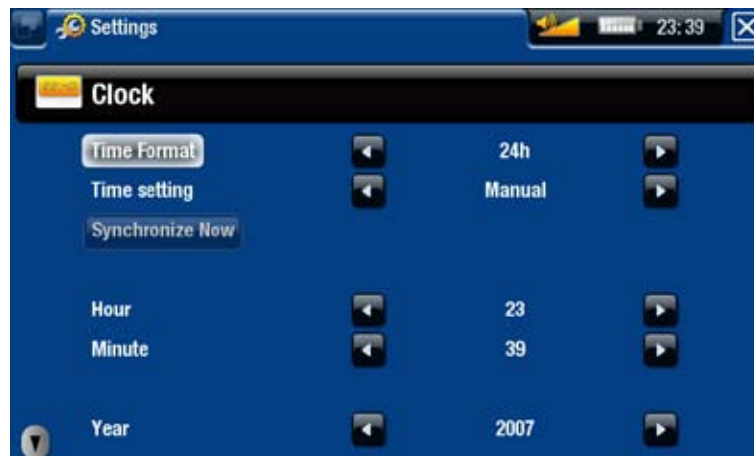 Settings 23:39
Clock
Time Format 24h
Time setting Manual
Synchronize Now
Hour 23
Minute 39
Year 2007